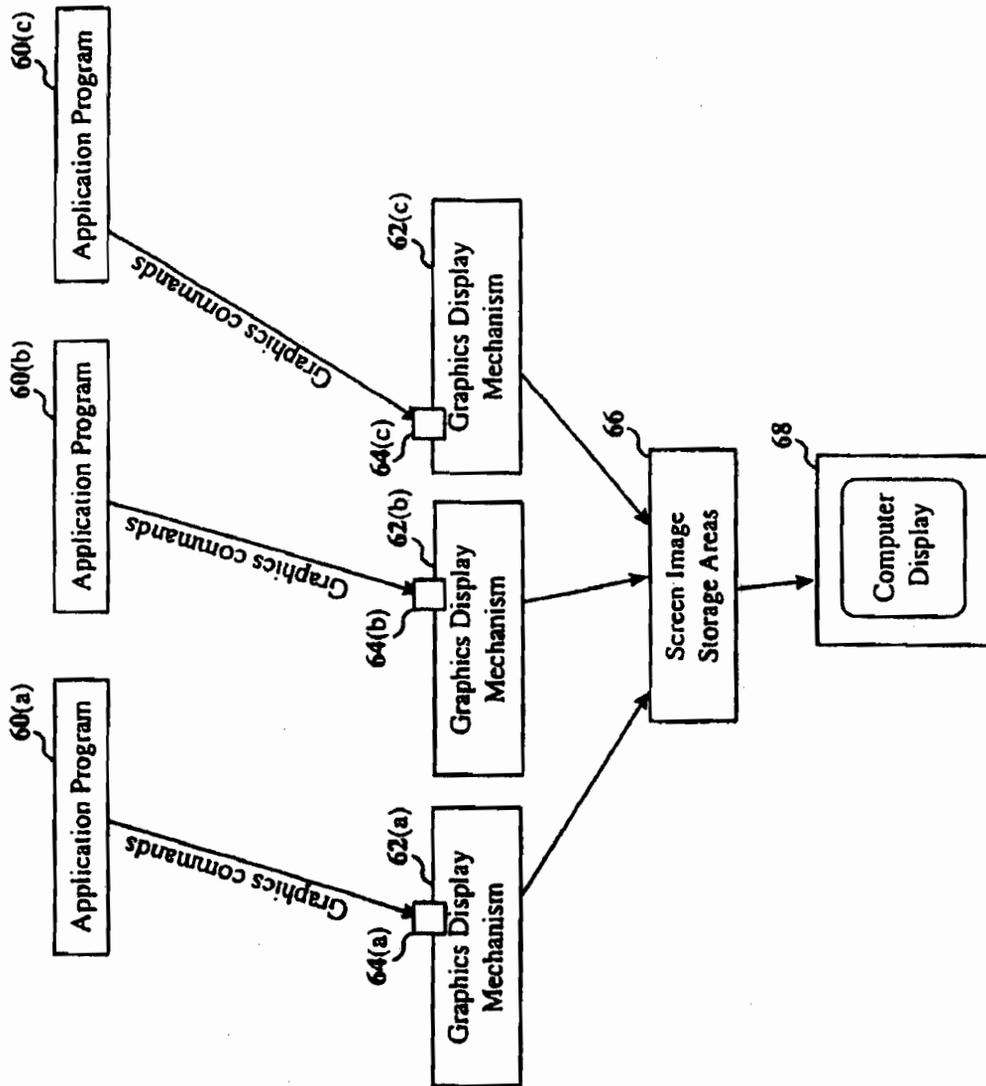 60(a)
Application Program
60(b)
Application Program
60(c)
Application Program
Graphics commands
Graphics commands
Graphics commands
64(a)
62(a)
Graphics Display
Mechanism
64(b)
62(b)
Graphics Display
Mechanism
64(c)
62(c)
Graphics Display
Mechanism
66
Screen Image
Storage Areas
68
Computer
Display